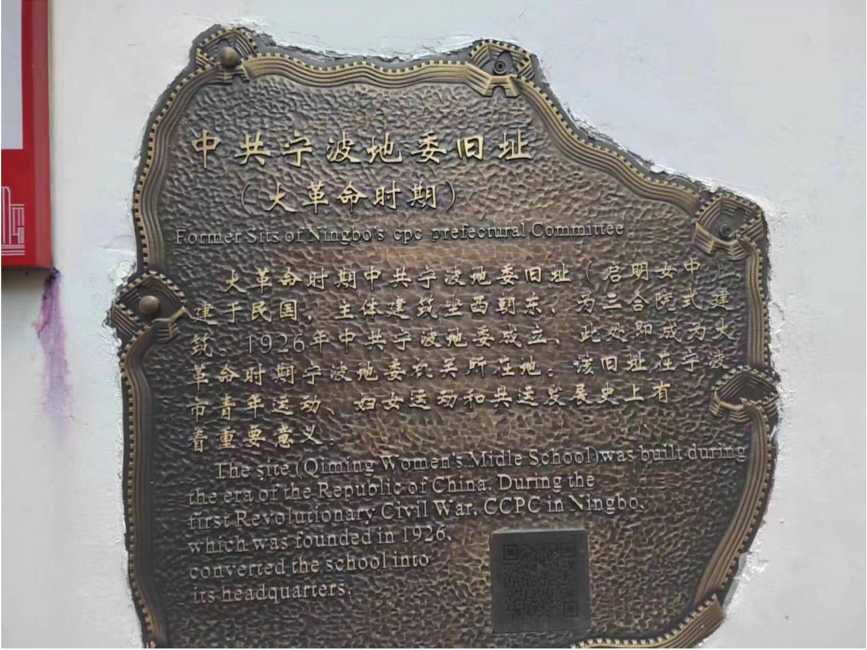 中共宁波地委旧址
（大革命时期）
Former Sits of Ningbo's cpc prefectural Committee
大革命时期中共宁波地委旧址（启明女中）
建于民国，主体建筑坐西朝东，为三合院式建
筑。1926年中共宁波地委成立，此处即成为大
革命时期宁波地委机关所在地。该旧址在宁波
市青年运动、妇女运动和共运发展史上有
着重要意义。
The site (Qiming Women's Midle School) was built during
the era of the Republic of China. During the
first Revolutionary Civil War, CCPC in Ningbo,
which was founded in 1926,
converted the school into
its headquarters.